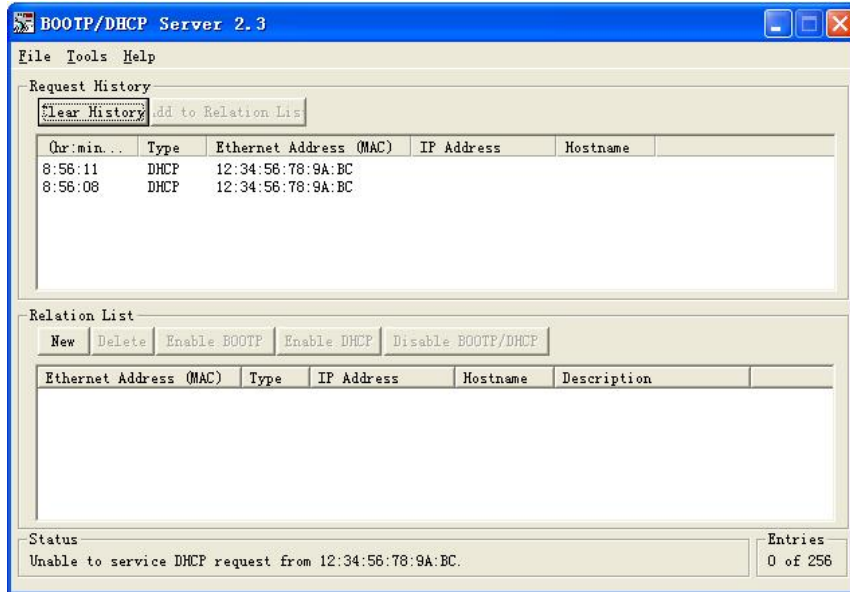 BOOTP/DHCP Server 2.3
File Tools Help
Request History
Clear History Add to Relation Lis
(hr:min... Type Ethernet Address (MAC) IP Address Hostname
8:56:11 DHCP 12:34:56:78:9A:BC
8:56:08 DHCP 12:34:56:78:9A:BC
Relation List
New Delete Enable BOOTP Enable DHCP Disable BOOTP/DHCP
Ethernet Address (MAC) Type IP Address Hostname Description
Status
Unable to service DHCP request from 12:34:56:78:9A:BC.
Entries
0 of 256